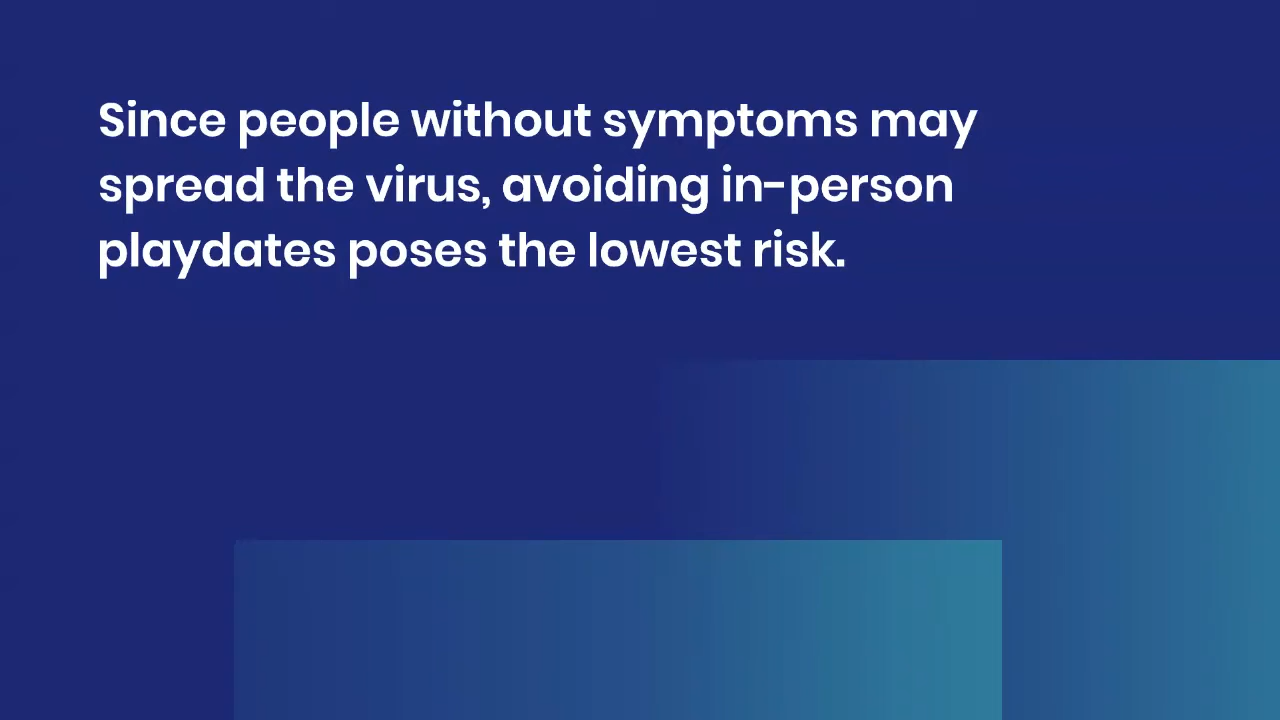 Since people without symptoms may
spread the virus, avoiding in-person
playdates poses the lowest risk.